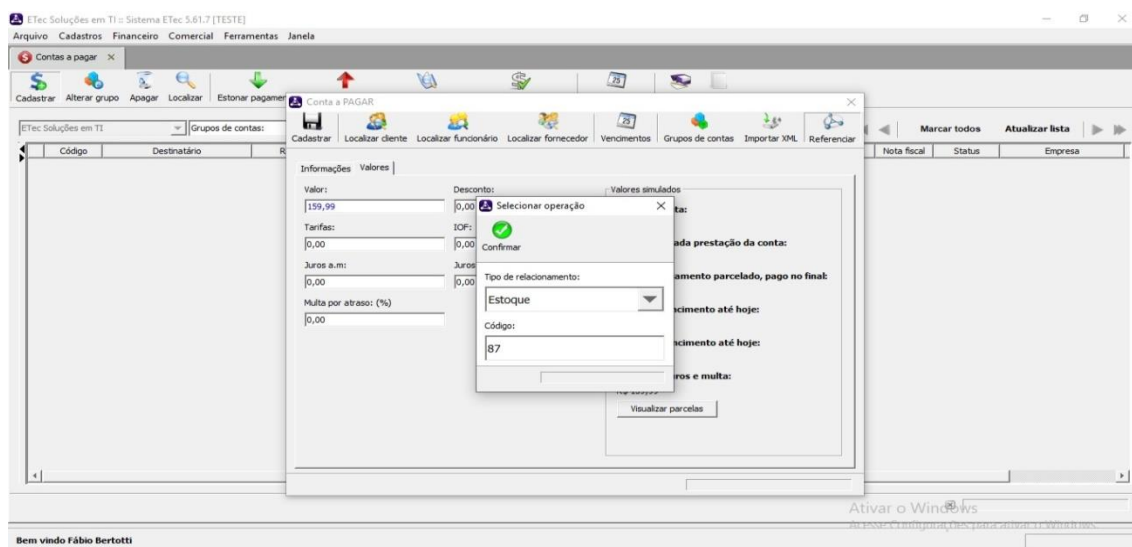 ETec Soluções em TI :: Sistema ETec 5.61.7 [TESTE]
Arquivo Cadastros Financeiro Comercial Ferramentas Janela
Contas a pagar
Cadastrar Alterar grupo Apagar Localizar Estonar pagamen
Conta a PAGAR
Cadastrar Localizar cliente Localizar funcionário Localizar fornecedor Vencimentos Grupos de contas Importar XML Referenciar
ETec Soluções em TI Grupos de contas: Marcar todos Atualizar lista
Código Destinatário R Nota fiscal Status Empresa
Informações Valores
Valor: Desconto: Valores simulados
159,99 0,00 Selecionar operação ta:
Tarifas: IOF:
0,00 0,00 Confirmar ada prestação da conta:
Juros a.m: Juros Tipo de relacionamento: amento parcelado, pago no final:
0,00 0,00 Estoque
Multa por atraso: (%) ncimento até hoje:
0,00 Código:
87 ncimento até hoje:
ros e multa:
Visualizar parcelas
Ativar o Windows
Acesse Configurações para ativar o Windows.
Bem vindo Fábio Bertotti